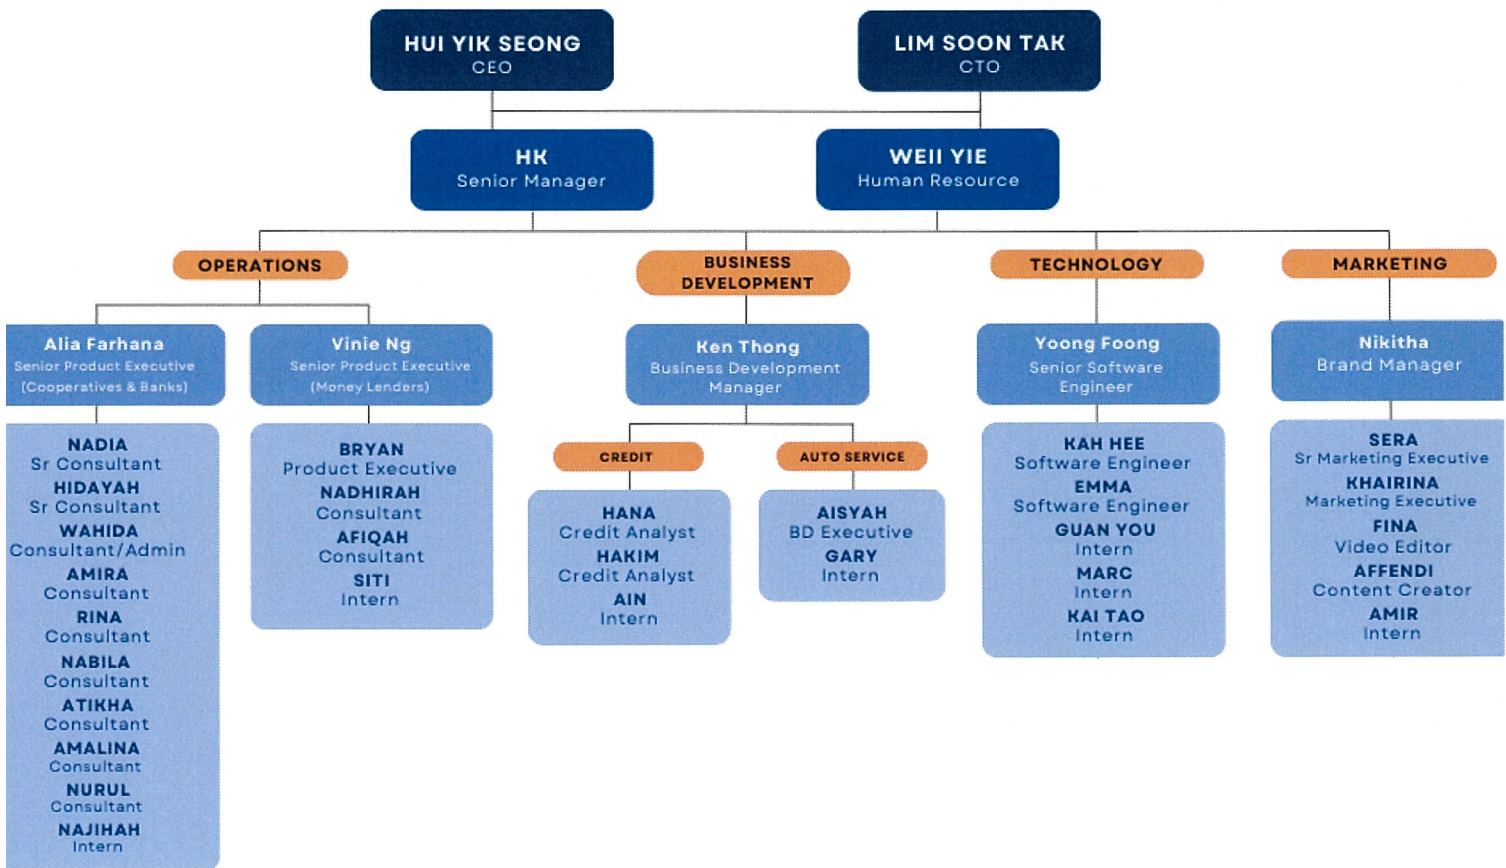 HUI YIK SEONG
CEO
LIM SOON TAK
CTO
HK
Senior Manager
WEII YIE
Human Resource
OPERATIONS
BUSINESS
DEVELOPMENT
TECHNOLOGY
MARKETING
Alia Farhana
Senior Product Executive
(Cooperatives & Banks)
Vinie Ng
Senior Product Executive
(Money Lenders)
Ken Thong
Business Development
Manager
Yoong Foong
Senior Software
Engineer
Nikitha
Brand Manager
NADIA
Sr Consultant
HIDAYAH
Sr Consultant
WAHIDA
Consultant/Admin
AMIRA
Consultant
RINA
Consultant
NABILA
Consultant
ATIKHA
Consultant
AMALINA
Consultant
NURUL
Consultant
NAJIHAH
Intern
BRYAN
Product Executive
NADHIRAH
Consultant
AFIQAH
Consultant
SITI
Intern
CREDIT
HANA
Credit Analyst
HAKIM
Credit Analyst
AIN
Intern
AUTO SERVICE
AISYAH
BD Executive
GARY
Intern
KAH HEE
Software Engineer
EMMA
Software Engineer
GUAN YOU
Intern
MARC
Intern
KAI TAO
Intern
SERA
Sr Marketing Executive
KHAIRINA
Marketing Executive
FINA
Video Editor
AFFENDI
Content Creator
AMIR
Intern